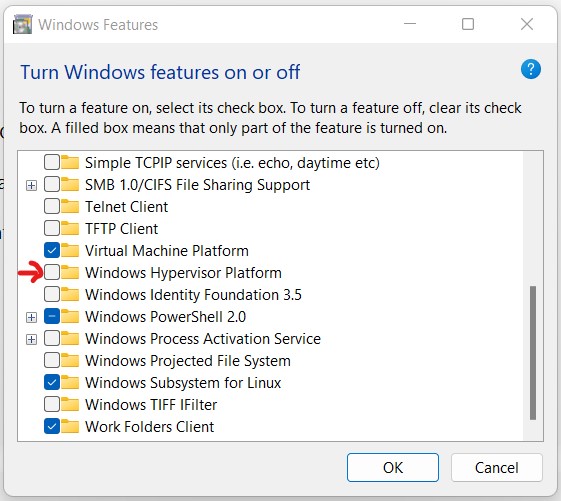 Windows Features
Turn Windows features on or off
To turn a feature on, select its check box. To turn a feature off, clear its check
box. A filled box means that only part of the feature is turned on.
Simple TCPIP services (i.e. echo, daytime etc)
SMB 1.0/CIFS File Sharing Support
Telnet Client
TFTP Client
Virtual Machine Platform
Windows Hypervisor Platform
Windows Identity Foundation 3.5
Windows PowerShell 2.0
Windows Process Activation Service
Windows Projected File System
Windows Subsystem for Linux
Windows TIFF IFilter
Work Folders Client
OK Cancel